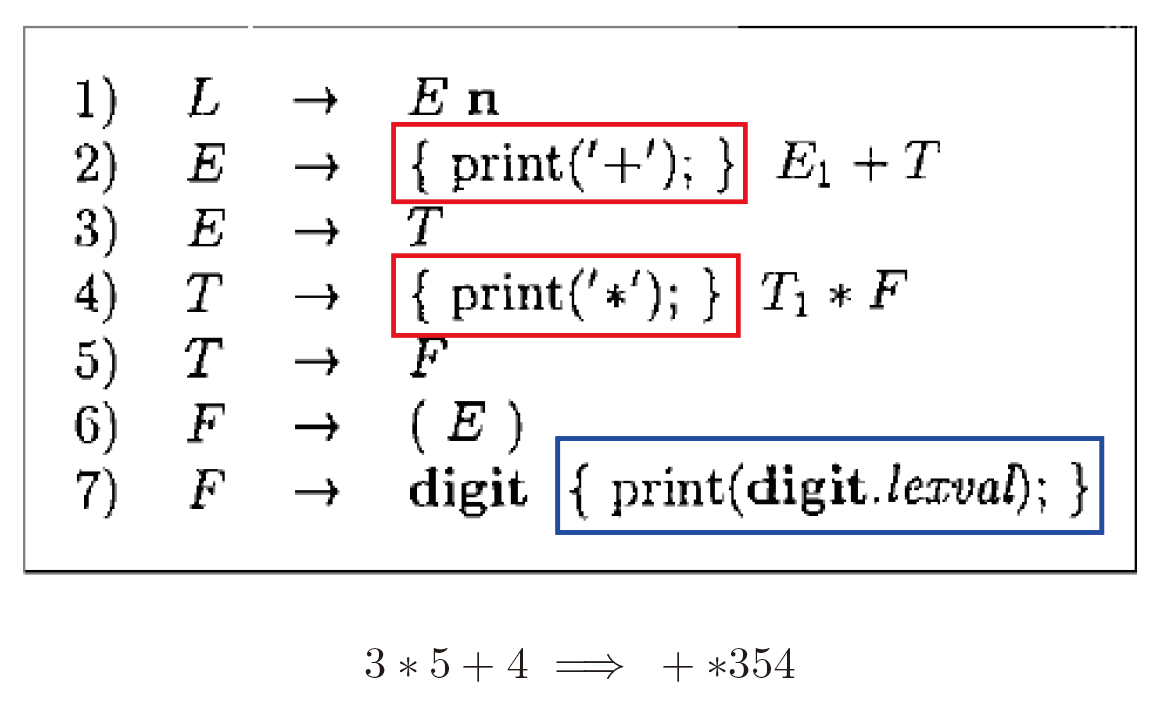 1) L → E n
2) E → { print('+'); } E₁ + T
3) E → T
4) T → { print('*'); } T₁ * F
5) T → F
6) F → ( E )
7) F → digit { print(digit.lexval); }
3 * 5 + 4 ⟹ + *354